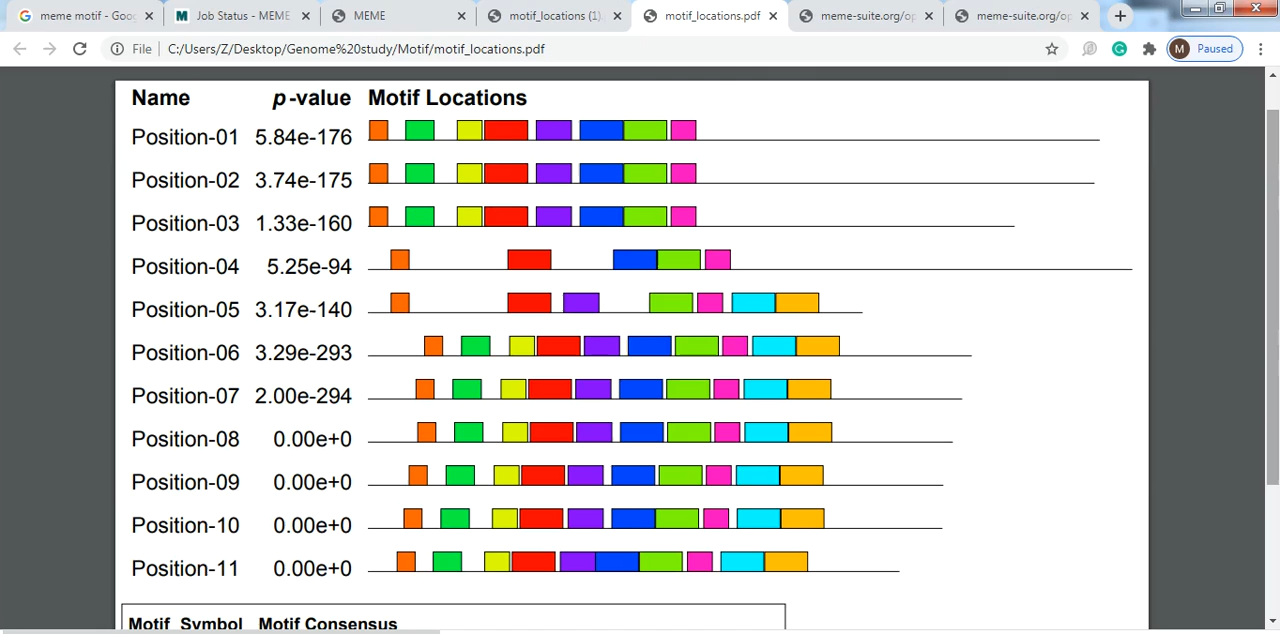 meme motif - Goo
Job Status - MEME
MEME
motif_locations (1)
motif_locations.pdf
meme-suite.org/op
meme-suite.org/op
File
C:/Users/Z/Desktop/Genome%20study/Motif/motif_locations.pdf
M Paused
Name p -value Motif Locations
Position-01 5.84e-176
Position-02 3.74e-175
Position-03 1.33e-160
Position-04 5.25e-94
Position-05 3.17e-140
Position-06 3.29e-293
Position-07 2.00e-294
Position-08 0.00e+0
Position-09 0.00e+0
Position-10 0.00e+0
Position-11 0.00e+0
Motif Symbol Motif Consensus